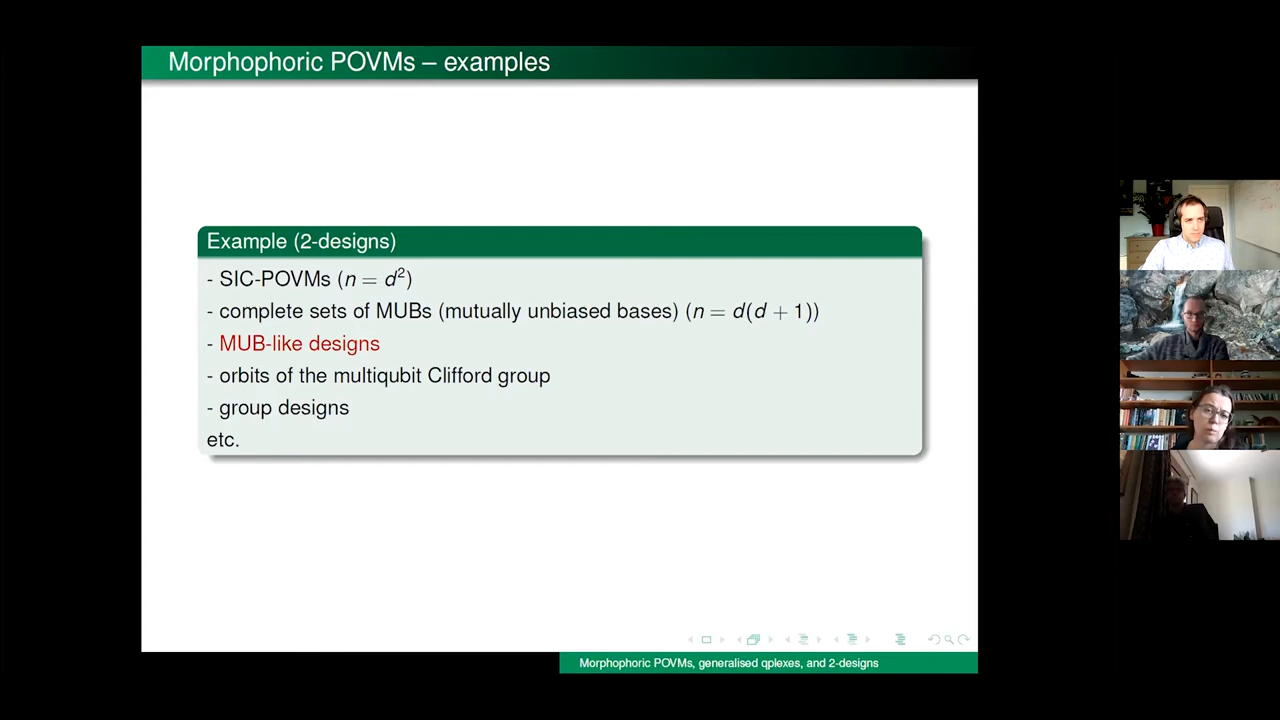 Morphophoric POVMs – examples
Example (2-designs)
- SIC-POVMs (n = d²)
- complete sets of MUBs (mutually unbiased bases) (n = d(d + 1))
- MUB-like designs
- orbits of the multiqubit Clifford group
- group designs
etc.
Morphophoric POVMs, generalised qplexes, and 2-designs